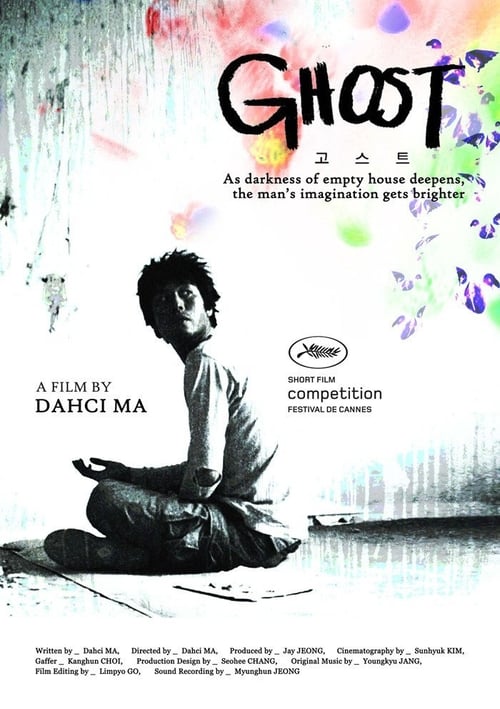 GHOST
고스트
As darkness of empty house deepens,
the man's imagination gets brighter
SHORT FILM
competition
FESTIVAL DE CANNES
A FILM BY
DAHCI MA
Written by _ Dahci MA, Directed by _ Dahci MA, Produced by _ Jay JEONG, Cinematography by _ Sunhyuk KIM,
Gaffer _ Kanghun CHOI, Production Design by _ Seohee CHANG, Original Music by _ Youngkyu JANG,
Film Editing by _ Limpyo GO, Sound Recording by _ Myunghun JEONG